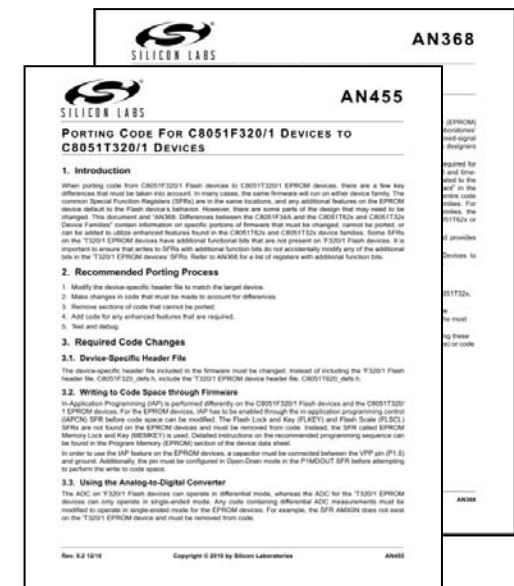 SILICON LABS
AN368
SILICON LABS
AN455
PORTING CODE FOR C8051F320/1 DEVICES TO
C8051T320/1 DEVICES
1. Introduction
When porting code from C8051F320/1 Flash devices to C8051T320/1 EPROM devices, there are a few key
differences that must be taken into account. In many cases, the same firmware will run on either device family. The
common Special Function Registers (SFRs) are in the same locations, and any additional features on the EPROM
device default to the Flash device's behavior. However, there are some parts of the design that may need to be
changed. This document and "AN368: Differences between the C8051F34A and the C8051T62x and C8051T32x
Device Families" contain information on specific portions of firmware that must be changed, cannot be ported, or
can be added to utilize enhanced features found in the C8051T62x and C8051T32x device families. Some SFRs
on the 'T320/1 EPROM devices have additional functional bits that are not present on 'F320/1 Flash devices. It is
important to ensure that writes to SFRs with additional function bits do not accidentally modify any of the additional
bits in the 'T320/1 EPROM devices' SFRs. Refer to AN368 for a list of registers with additional function bits.
2. Recommended Porting Process
1. Modify the device-specific header file to match the target device.
2. Make changes in code that must be made to account for differences.
3. Remove sections of code that cannot be ported.
4. Add code for any enhanced features that are required.
5. Test and debug.
3. Required Code Changes
3.1. Device-Specific Header File
The device-specific header file included in the firmware must be changed. Instead of including the 'F320/1 Flash
header file, C8051F320_defs.h, include the 'T320/1 EPROM device header file, C8051T620_defs.h.
3.2. Writing to Code Space through Firmware
In-Application Programming (IAP) is performed differently on the C8051F320/1 Flash devices and the C8051T320/
1 EPROM devices. For the EPROM devices, IAP has to be enabled through the in-application programming control
(IAPCN) SFR before code space can be modified. The Flash Lock and Key (FLKEY) and Flash Scale (FLSCL)
SFRs are not found on the EPROM devices and must be removed from code. Instead, the SFR called EPROM
Memory Lock and Key (MEMKEY) is used. Detailed instructions on the recommended programming sequence can
be found in the Program Memory (EPROM) section of the device data sheet.
In order to use the IAP feature on the EPROM devices, a capacitor must be connected between the VPP pin (P1.5)
and ground. Additionally, the pin must be configured in Open-Drain mode in the P1MDOUT SFR before attempting
to perform the write to code space.
3.3. Using the Analog-to-Digital Converter
The ADC on 'F320/1 Flash devices can operate in differential mode, whereas the ADC for the 'T320/1 EPROM
devices can only operate in single-ended mode. Any code containing differential ADC measurements must be
modified to operate in single-ended mode for the EPROM devices. For example, the SFR AMX0N does not exist
on the 'T320/1 EPROM device and must be removed from code.
Rev. 0.2 12/10 Copyright © 2010 by Silicon Laboratories AN455
(EPROM)
designers
required for
and time-
in the
entire code
For
the
or
provides
Devices to
most
these
or code
AN368